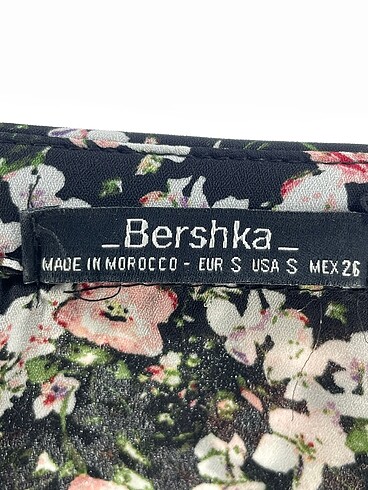 _Bershka_
MADE IN MOROCCO - EUR S USA S MEX 26